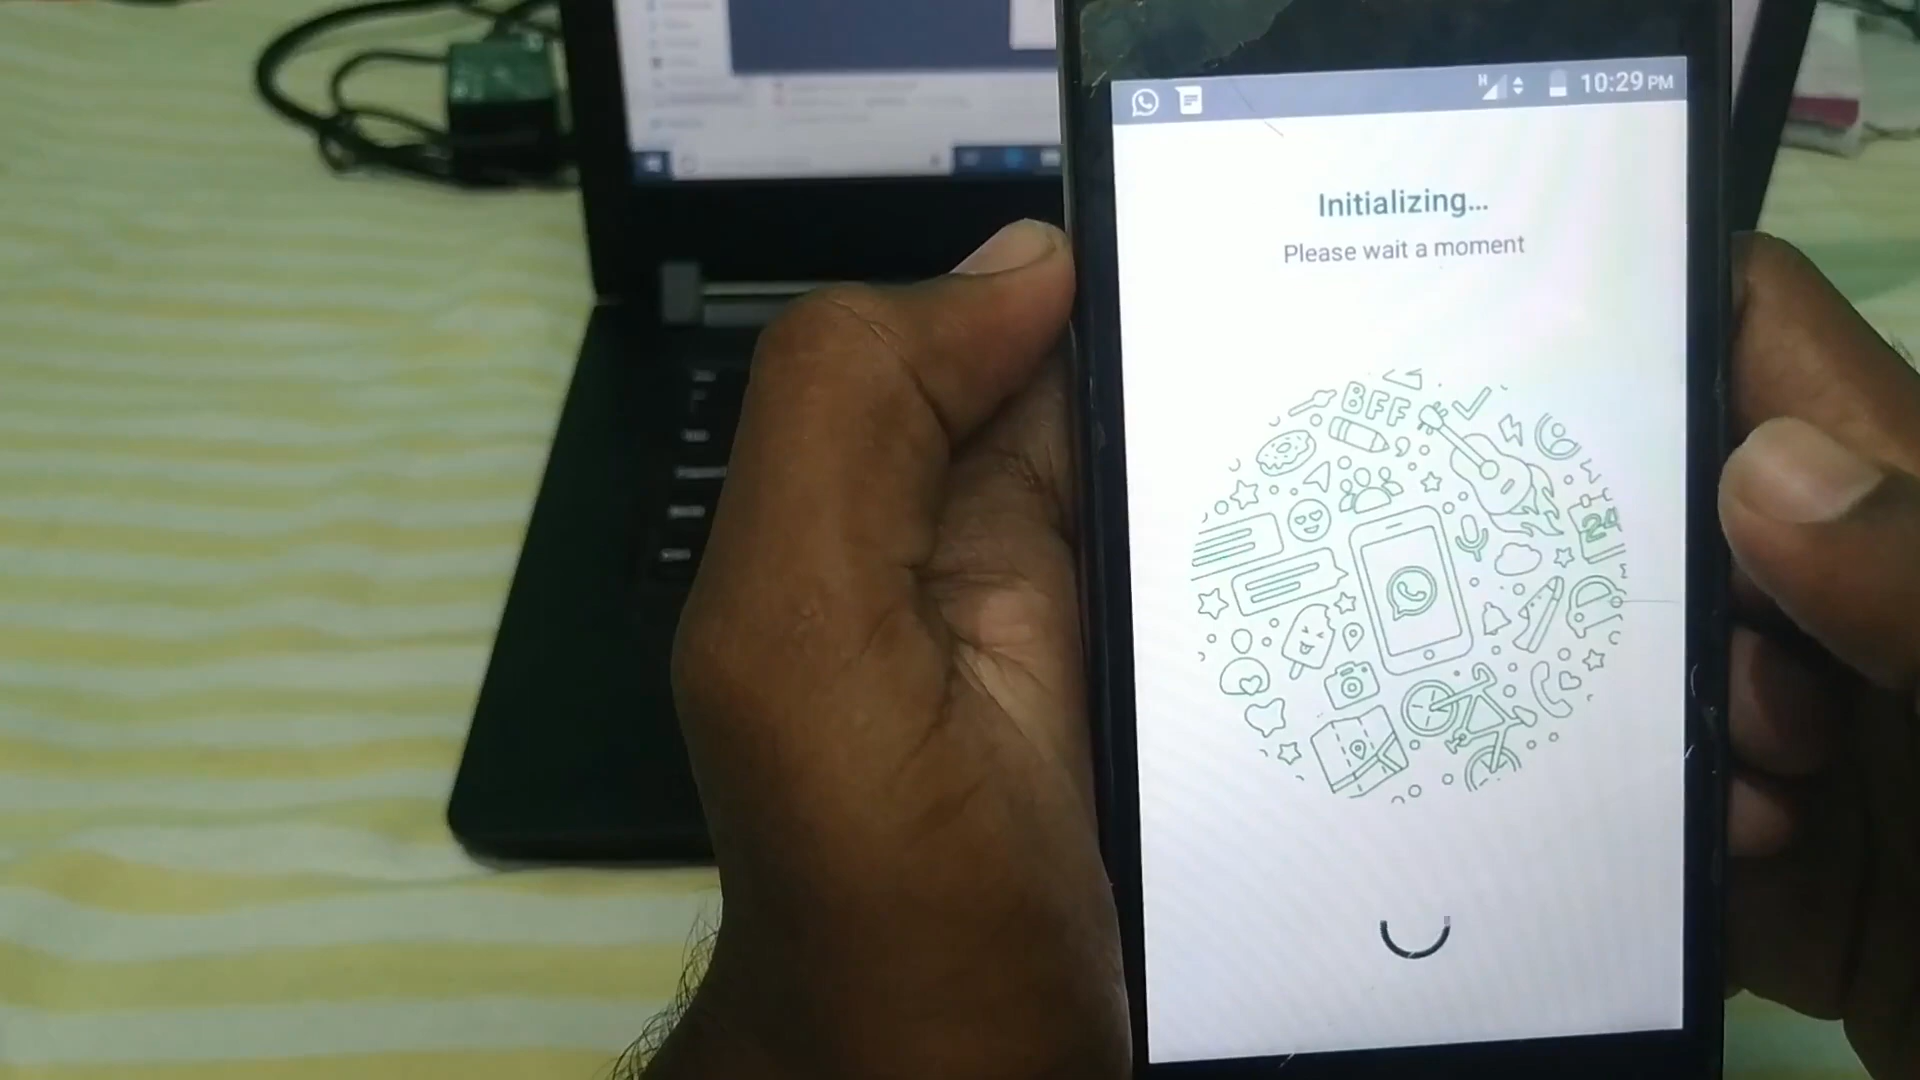 H 10:29 PM
Initializing...
Please wait a moment
BFF
24